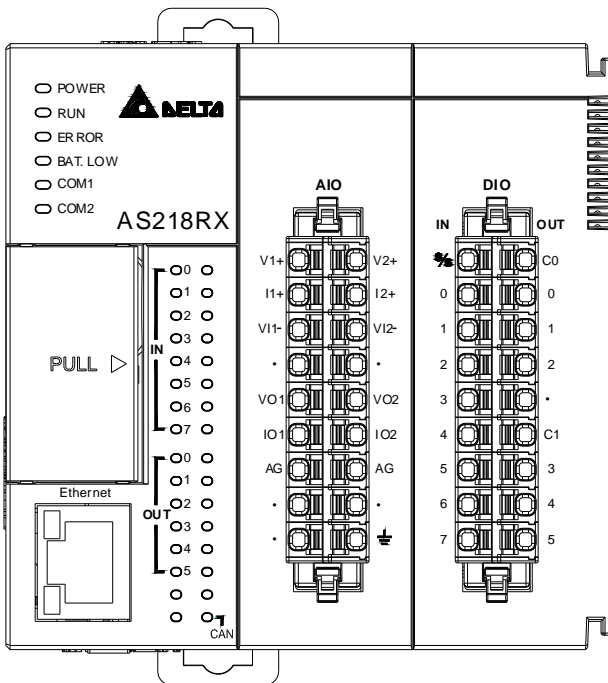 POWER
RUN
ERROR
BAT. LOW
COM1
COM2
DELTA
AS218RX
PULL
IN
0
1
2
3
4
5
6
7
OUT
0
1
2
3
4
5
CAN
Ethernet
AIO
V1+ V2+
I1+ I2+
VI1- VI2-
• •
VO1 VO2
IO1 IO2
AG AG
• •
•
DIO
IN OUT
S/S C0
0 0
1 1
2 2
3 •
4 C1
5 3
6 4
7 5